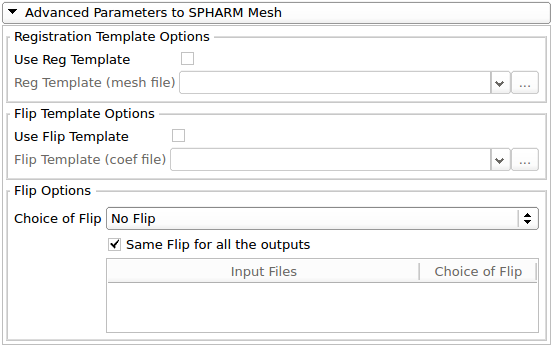 Advanced Parameters to SPHARM Mesh
Registration Template Options
Use Reg Template
Reg Template (mesh file)
...
Flip Template Options
Use Flip Template
Flip Template (coef file)
...
Flip Options
Choice of Flip No Flip
Same Flip for all the outputs
Input Files Choice of Flip